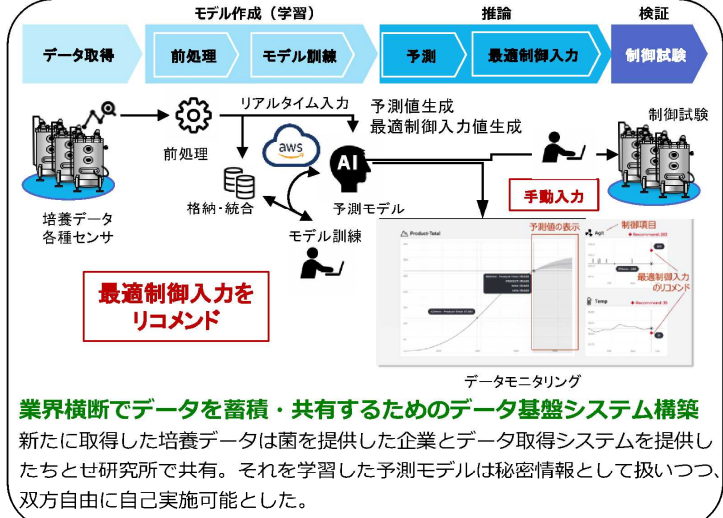 モデル作成（学習）
推論
検証
データ取得
前処理
モデル訓練
予測
最適制御入力
制御試験
リアルタイム入力
予測値生成
最適制御入力値生成
制御試験
前処理
aws
AI
手動入力
格納・統合
予測モデル
培養データ
各種センサ
モデル訓練
最適制御入力を
リコメンド
Product-Total
予測値の表示
制御項目
Agit
最適制御入力
のリコメンド
Temp
データモニタリング
業界横断でデータを蓄積・共有するためのデータ基盤システム構築
新たに取得した培養データは菌を提供した企業とデータ取得システムを提供し
たちとせ研究所で共有。それを学習した予測モデルは秘密情報として扱いつつ、
双方自由に自己実施可能とした。